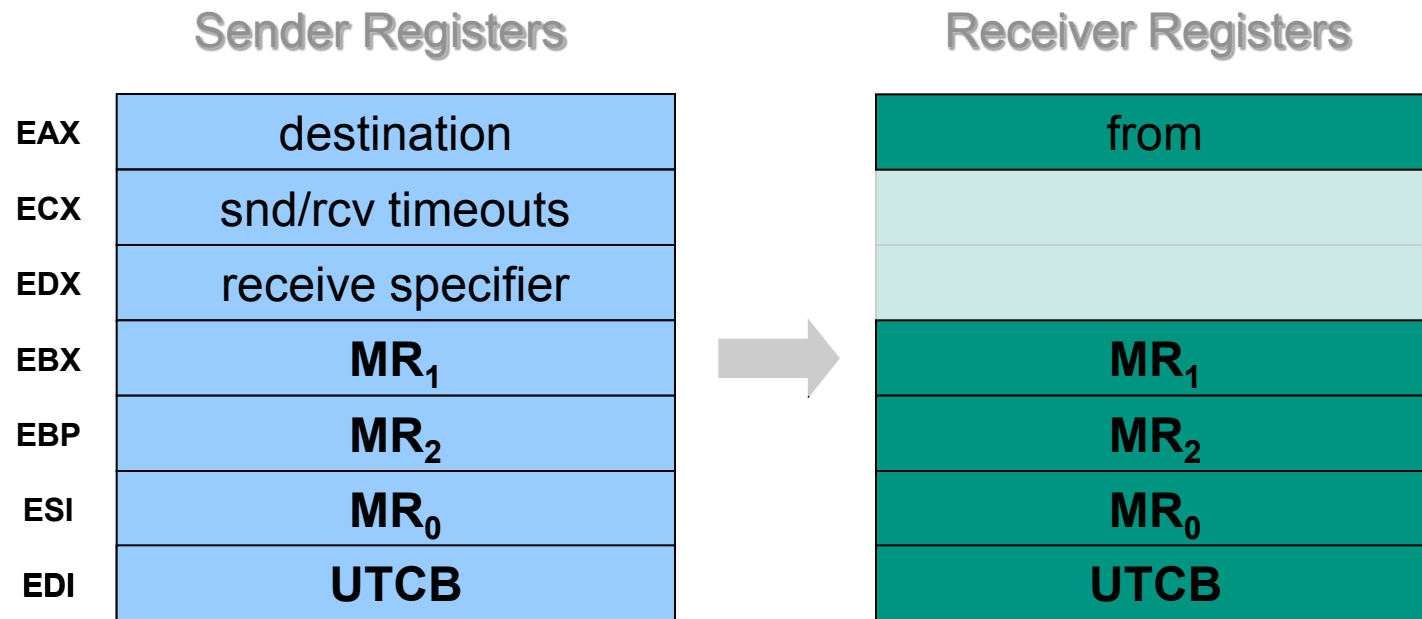 Sender Registers Receiver Registers
EAX destination from
ECX snd/rcv timeouts
EDX receive specifier
EBX MR₁ MR₁
EBP MR₂ MR₂
ESI MR₀ MR₀
EDI UTCB UTCB